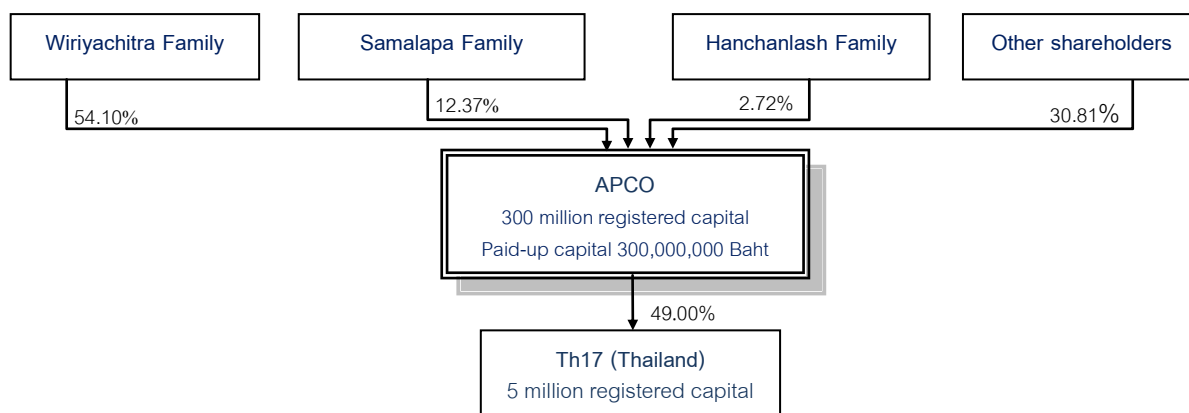 Wiriyachitra Family
Samalapa Family
Hanchanlash Family
Other shareholders
54.10%
12.37%
2.72%
30.81%
APCO
300 million registered capital
Paid-up capital 300,000,000 Baht
49.00%
Th17 (Thailand)
5 million registered capital